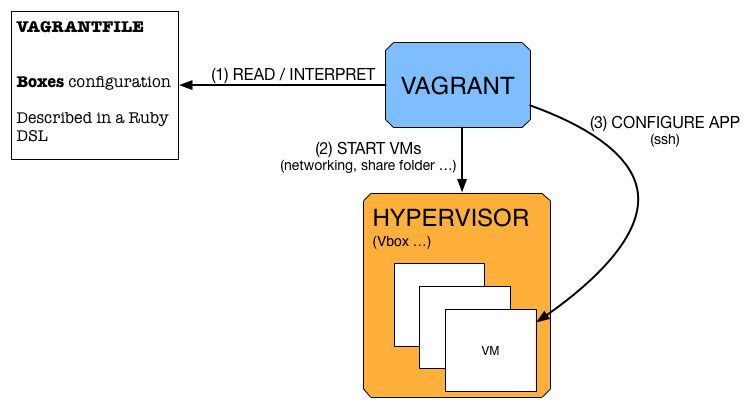 VAGRANTFILE
Boxes configuration
Described in a Ruby
DSL
(1) READ / INTERPRET
VAGRANT
(3) CONFIGURE APP
(ssh)
(2) START VMs
(networking, share folder ...)
HYPERVISOR
(Vbox ...)
VM